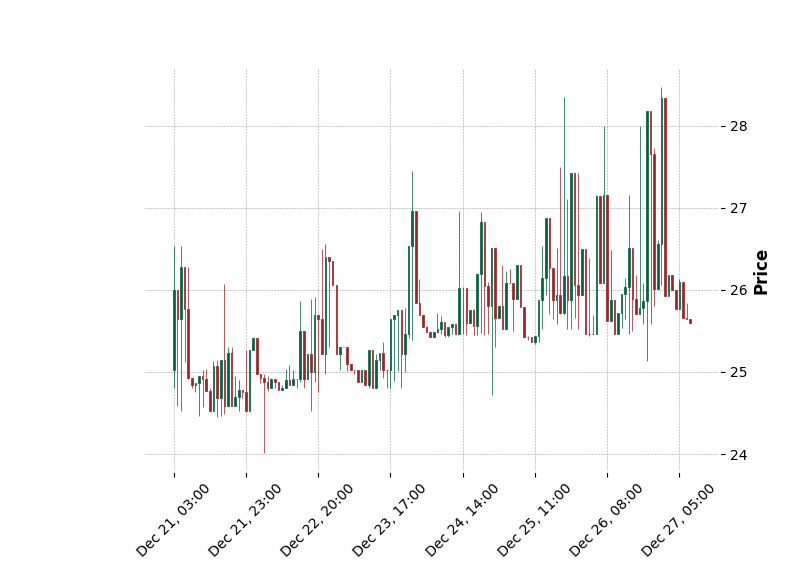 28
27
26
25
24
Price
Dec 21, 03:00
Dec 21, 23:00
Dec 22, 20:00
Dec 23, 17:00
Dec 24, 14:00
Dec 25, 11:00
Dec 26, 08:00
Dec 27, 05:00